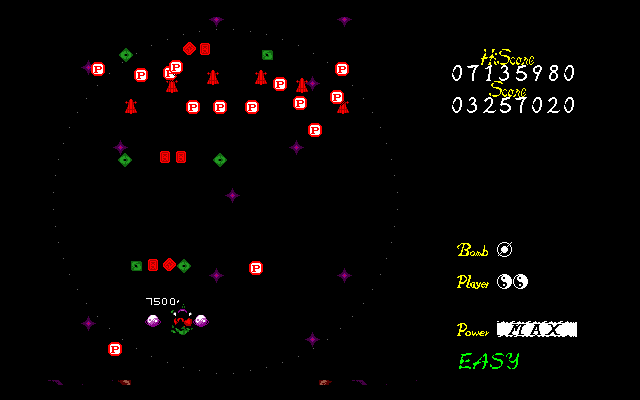 HiScore
07135980
Score
03257020
P P P P P P P P P P P P
Bomb
P
Player
7500
Power MAX
P
EASY